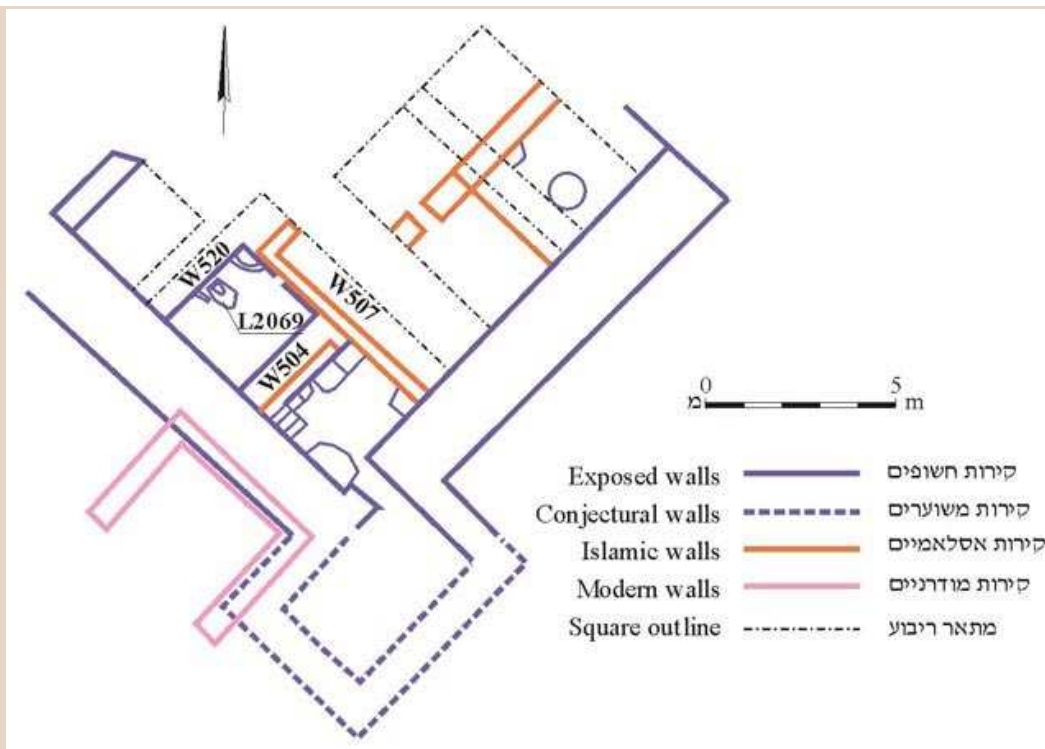 W520
L2069
W507
W504
0 5
מ m
Exposed walls קירות חשופים
Conjectural walls קירות משוערים
Islamic walls קירות אסלאמיים
Modern walls קירות מודרניים
Square outline מתאר ריבוע